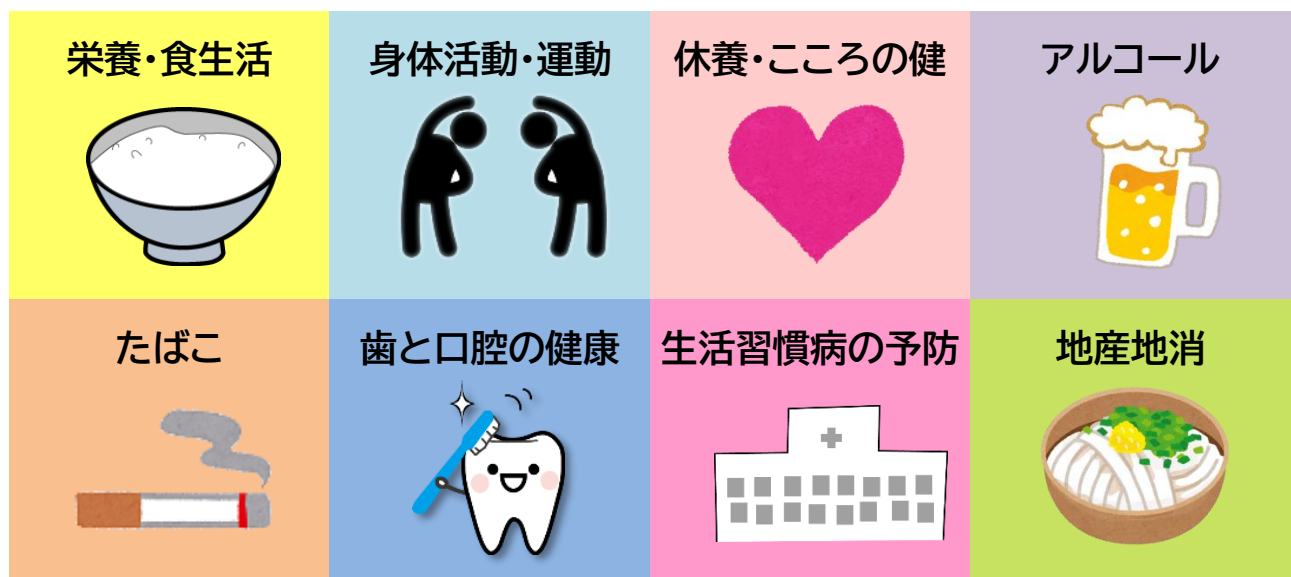 栄養・食生活
身体活動・運動
休養・こころの健
アルコール
たばこ
歯と口腔の健康
生活習慣病の予防
地産地消